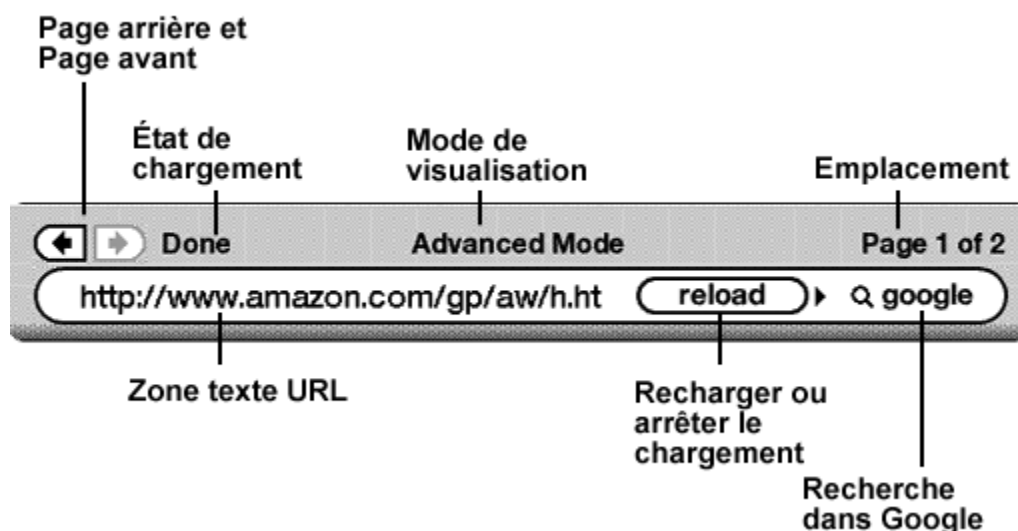 Page arrière et
Page avant
État de
chargement
Mode de
visualisation
Emplacement
Done
Advanced Mode
Page 1 of 2
http://www.amazon.com/gp/aw/h.ht
reload
google
Zone texte URL
Recharger ou
arrêter le
chargement
Recherche
dans Google